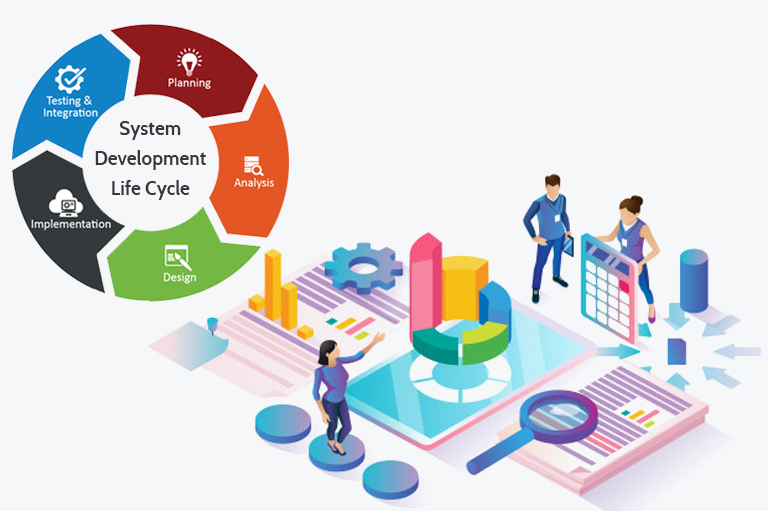 Planning
Testing &
Integration
System
Development
Life Cycle
Analysis
Implementation
Design